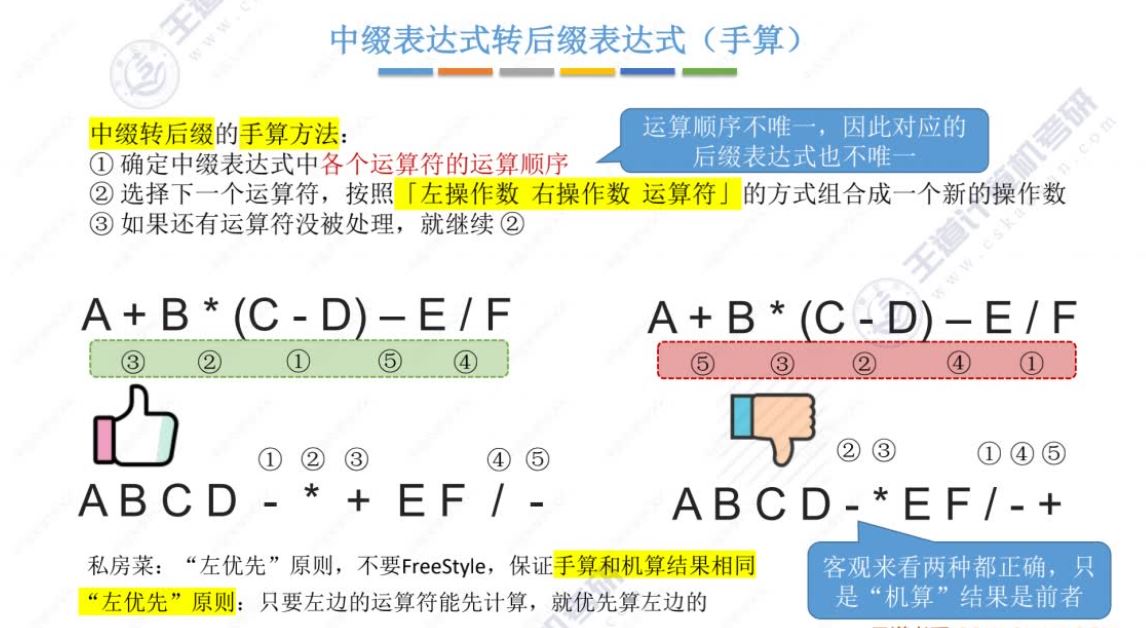 中缀表达式转后缀表达式（手算）
中缀转后缀的手算方法：
① 确定中缀表达式中各个运算符的运算顺序
② 选择下一个运算符，按照「左操作数 右操作数 运算符」的方式组合成一个新的操作数
③ 如果还有运算符没被处理，就继续 ②
运算顺序不唯一，因此对应的
后缀表达式也不唯一
A + B * (C - D) – E / F
③ ② ① ⑤ ④
① ② ③ ④ ⑤
A B C D - * + E F / -
A + B * (C - D) – E / F
⑤ ③ ② ④ ①
② ③ ① ④ ⑤
A B C D - * E F / - +
私房菜：“左优先”原则，不要FreeStyle，保证手算和机算结果相同
“左优先”原则：只要左边的运算符能先计算，就优先算左边的
客观来看两种都正确，只
是“机算”结果是前者
王道计算机考研
www.cskaoyan.com